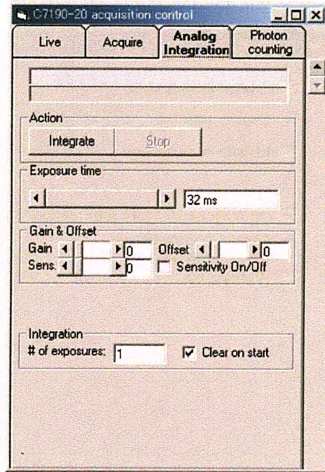 C7190-20 acquisition control
Live Acquire Analog Integration Photon counting
Action
Integrate Stop
Exposure time
32 ms
Gain & Offset
Gain 0 Offset 0
Sens. 0 Sensitivity On/Off
Integration
# of exposures: 1 Clear on start